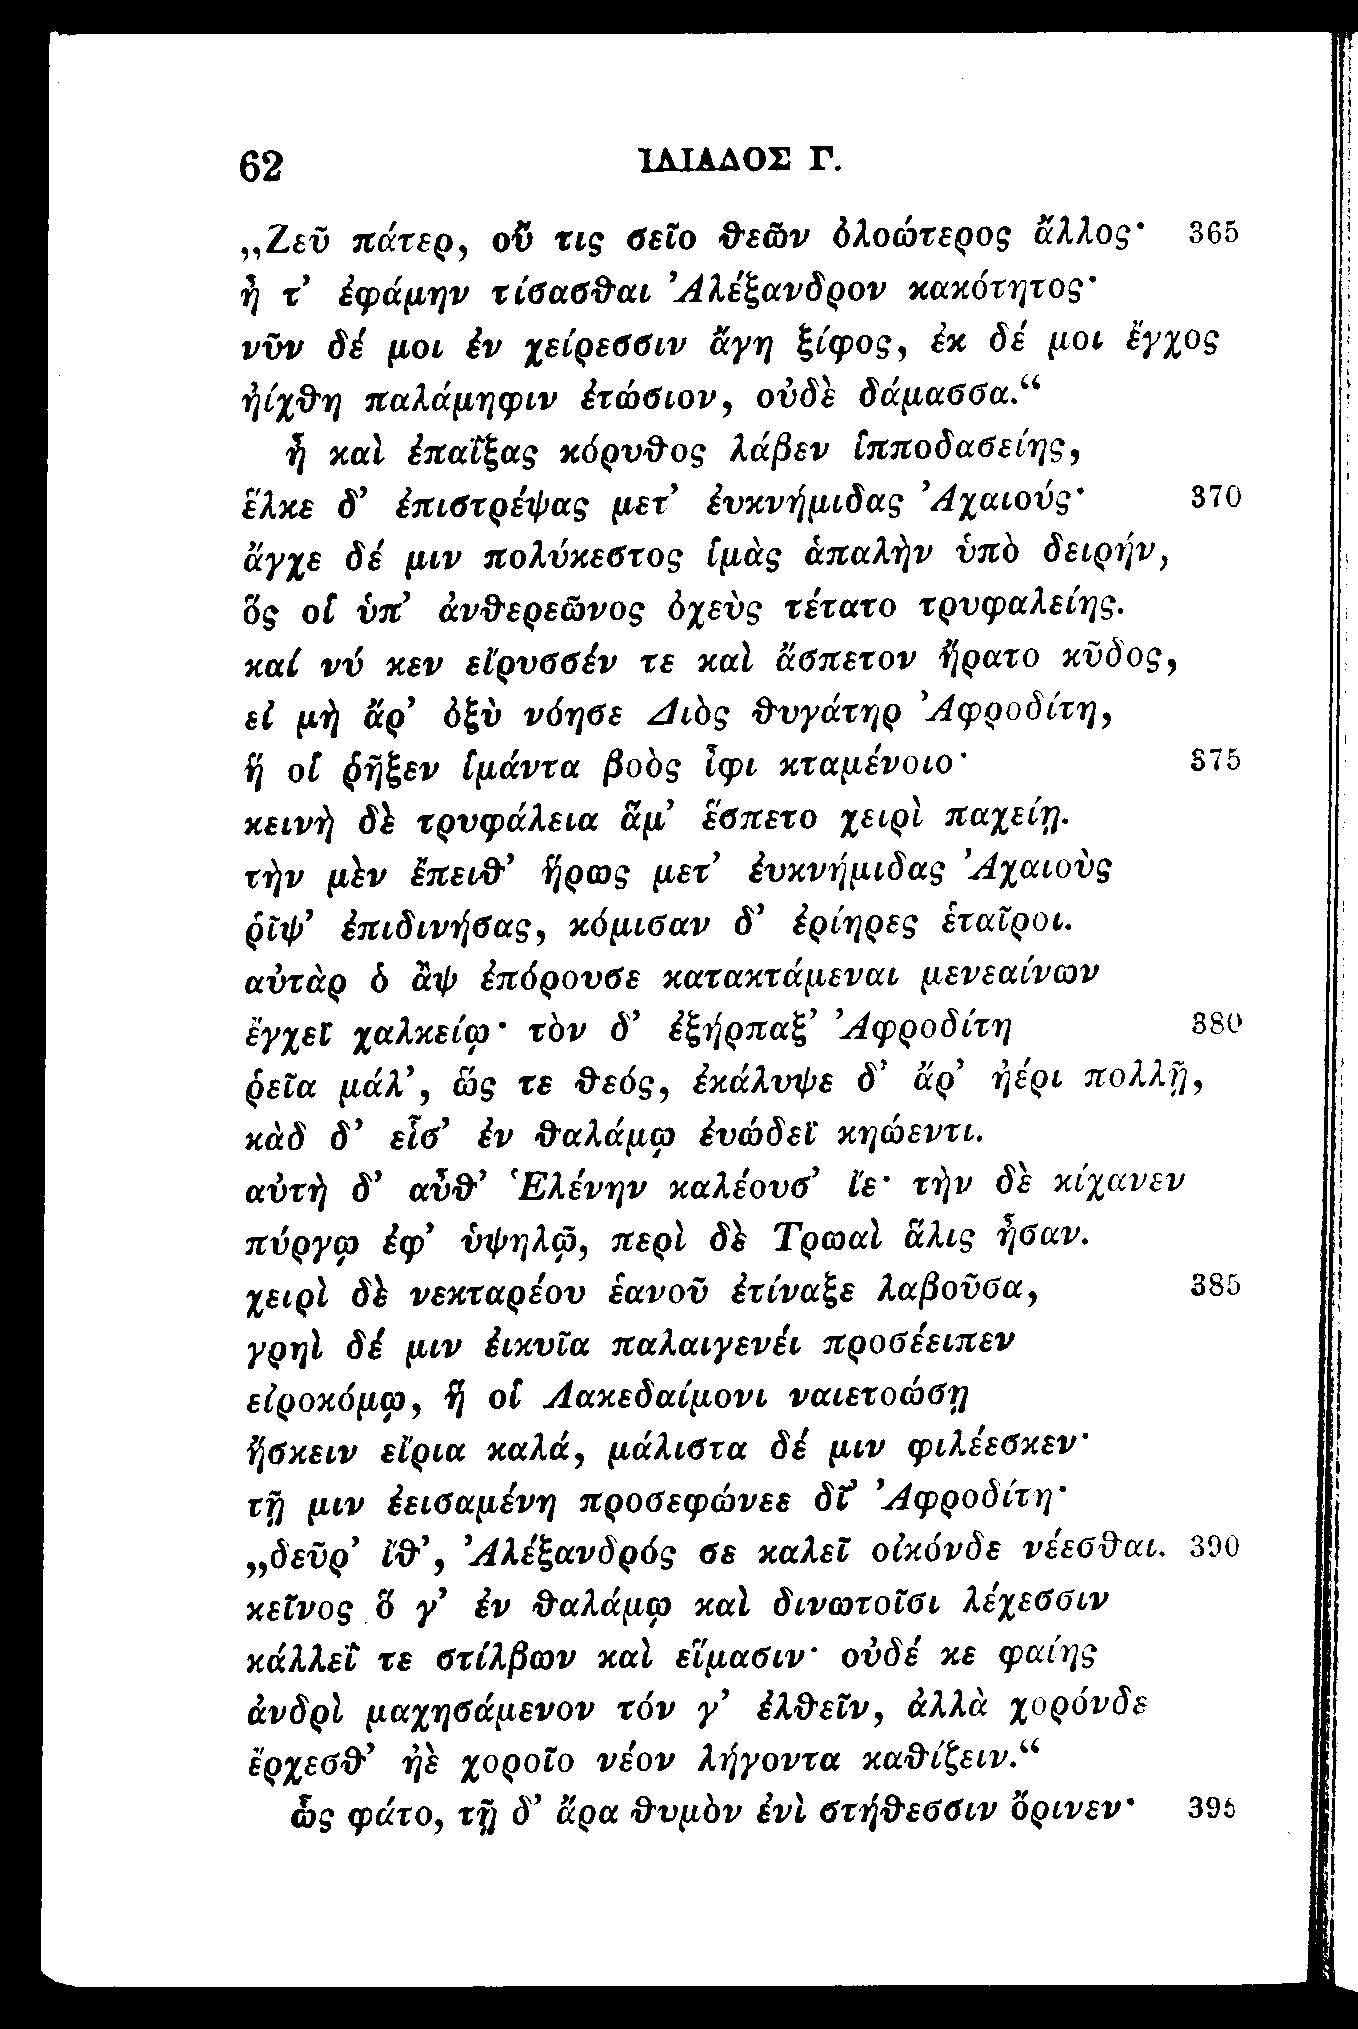 62 ΙΛΙΑΔΟΣ Γ.
„Ζεῦ πάτερ, οὔ τις σεῖο θεῶν ὀλοώτερος ἄλλος· 365
ἦ τ’ ἐφάμην τίσασθαι Ἀλέξανδρον κακότητος·
νῦν δέ μοι ἐν χείρεσσιν ἄγη ξίφος, ἐκ δέ μοι ἔγχος
ἠίχθη παλάμηφιν ἐτώσιον, οὐδὲ δάμασσα.“
ἦ καὶ ἐπαΐξας κόρυθος λάβεν ἱπποδασείης,
ἕλκε δ’ ἐπιστρέψας μετ’ ἐυκνήμιδας Ἀχαιούς· 370
ἄγχε δέ μιν πολύκεστος ἱμὰς ἁπαλὴν ὑπὸ δειρήν,
ὅς οἱ ὑπ’ ἀνθερεῶνος ὀχεὺς τέτατο τρυφαλείης.
καί νύ κεν εἴρυσσέν τε καὶ ἄσπετον ἤρατο κῦδος,
εἰ μὴ ἄρ’ ὀξὺ νόησε Διὸς θυγάτηρ Ἀφροδίτη,
ἥ οἱ ῥῆξεν ἱμάντα βοὸς ἶφι κταμένοιο· 375
κεινὴ δὲ τρυφάλεια ἅμ’ ἕσπετο χειρὶ παχείῃ.
τὴν μὲν ἔπειθ’ ἥρως μετ’ ἐυκνήμιδας Ἀχαιοὺς
ῥῖψ’ ἐπιδινήσας, κόμισαν δ’ ἐρίηρες ἑταῖροι.
αὐτὰρ ὁ ἂψ ἐπόρουσε κατακτάμεναι μενεαίνων
ἔγχεϊ χαλκείῳ· τὸν δ’ ἐξήρπαξ’ Ἀφροδίτη 380
ῥεῖα μάλ’, ὥς τε θεός, ἐκάλυψε δ’ ἄρ’ ἠέρι πολλῇ,
κὰδ δ’ εἷσ’ ἐν θαλάμῳ ἐυώδεϊ κηώεντι.
αὐτὴ δ’ αὖθ’ Ἑλένην καλέουσ’ ἴε· τὴν δὲ κίχανεν
πύργῳ ἐφ’ ὑψηλῷ, περὶ δὲ Τρωαὶ ἅλις ἦσαν.
χειρὶ δὲ νεκταρέου ἑανοῦ ἐτίναξε λαβοῦσα, 385
γρηὶ δέ μιν ἐικυῖα παλαιγενέι προσέειπεν
εἰροκόμῳ, ἥ οἱ Λακεδαίμονι ναιετοώσῃ
ἤσκειν εἴρια καλά, μάλιστα δέ μιν φιλέεσκεν·
τῇ μιν ἐεισαμένη προσεφώνεε δῖ’ Ἀφροδίτη·
„δεῦρ’ ἴθ’, Ἀλέξανδρός σε καλεῖ οἰκόνδε νέεσθαι. 390
κεῖνος ὅ γ’ ἐν θαλάμῳ καὶ δινωτοῖσι λέχεσσιν
κάλλεΐ τε στίλβων καὶ εἵμασιν· οὐδέ κε φαίης
ἀνδρὶ μαχησάμενον τόν γ’ ἐλθεῖν, ἀλλὰ χορόνδε
ἔρχεσθ’ ἠὲ χοροῖο νέον λήγοντα καθίζειν.“
ὣς φάτο, τῇ δ’ ἄρα θυμὸν ἐνὶ στήθεσσιν ὄρινεν· 395